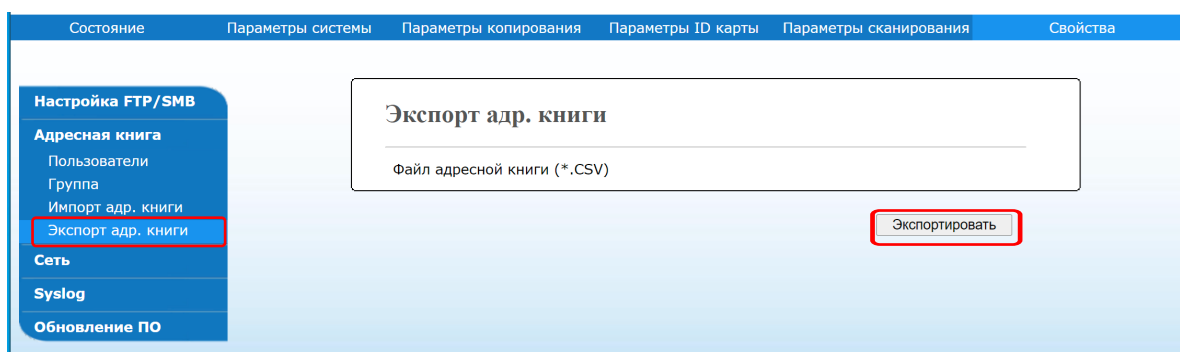 Состояние Параметры системы Параметры копирования Параметры ID карты Параметры сканирования Свойства
Настройка FTP/SMB
Адресная книга
Пользователи
Группа
Импорт адр. книги
Экспорт адр. книги
Сеть
Syslog
Обновление ПО
Экспорт адр. книги
Файл адресной книги (*.CSV)
Экспортировать